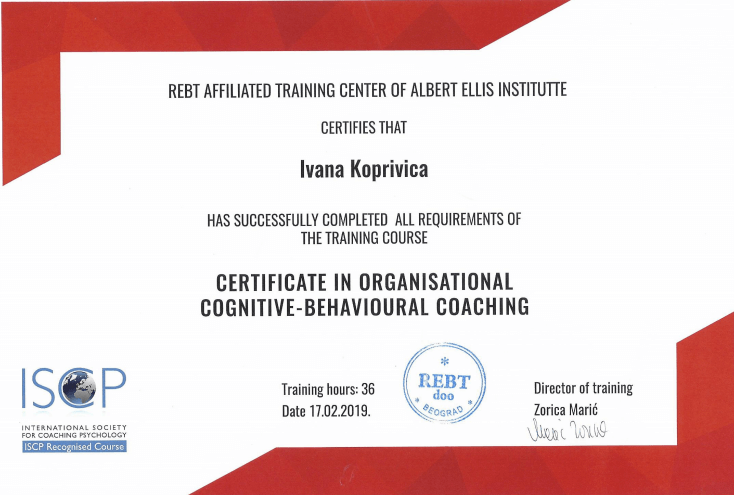 REBT AFFILIATED TRAINING CENTER OF ALBERT ELLIS INSTITUTTE
CERTIFIES THAT
Ivana Koprivica
HAS SUCCESSFULLY COMPLETED ALL REQUIREMENTS OF
THE TRAINING COURSE
CERTIFICATE IN ORGANISATIONAL
COGNITIVE-BEHAVIOURAL COACHING
ISCP
INTERNATIONAL SOCIETY
FOR COACHING PSYCHOLOGY
ISCP Recognised Course
Training hours: 36
Date 17.02.2019.
REBT
doo
BEOGRAD
Director of training
Zorica Marić